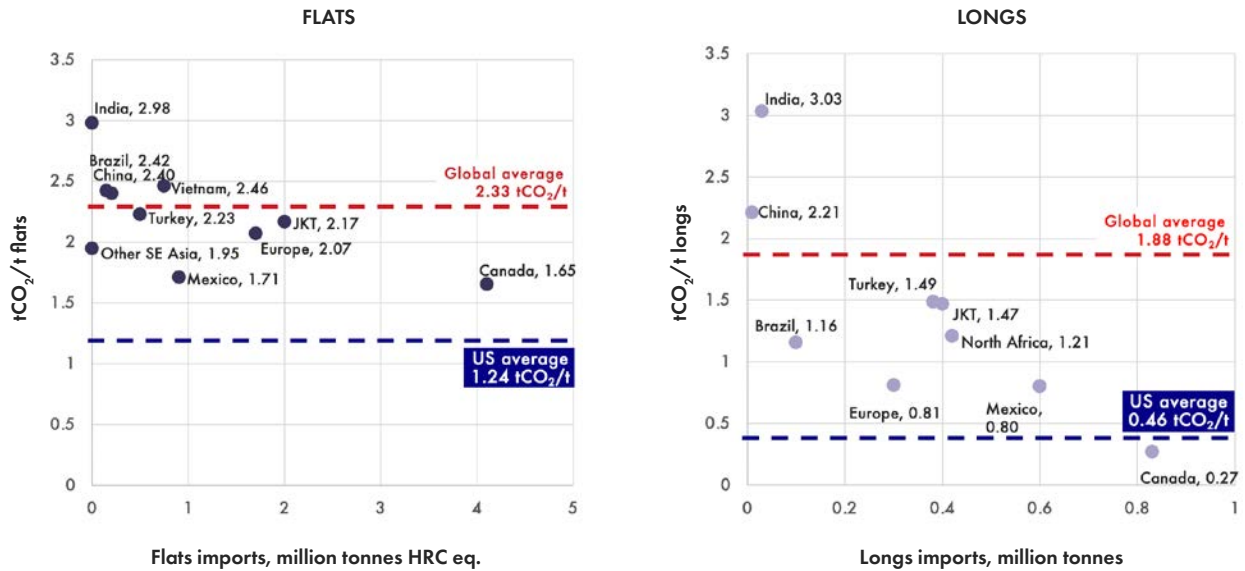 FLATS
tCO₂/t flats
3.5
3
2.5
2
1.5
1
0.5
0
India, 2.98
Brazil, 2.42
China, 2.40
Vietnam, 2.46
Global average
2.33 tCO₂/t
Turkey, 2.23
JKT, 2.17
Other SE Asia, 1.95
Europe, 2.07
Mexico, 1.71
Canada, 1.65
US average
1.24 tCO₂/t
0
1
2
3
4
5
Flats imports, million tonnes HRC eq.
LONGS
tCO₂/t longs
3.5
3
2.5
2
1.5
1
0.5
0
India, 3.03
China, 2.21
Global average
1.88 tCO₂/t
Turkey, 1.49
JKT, 1.47
Brazil, 1.16
North Africa, 1.21
Europe, 0.81
Mexico,
0.80
US average
0.46 tCO₂/t
Canada, 0.27
0
0.2
0.4
0.6
0.8
1
Longs imports, million tonnes